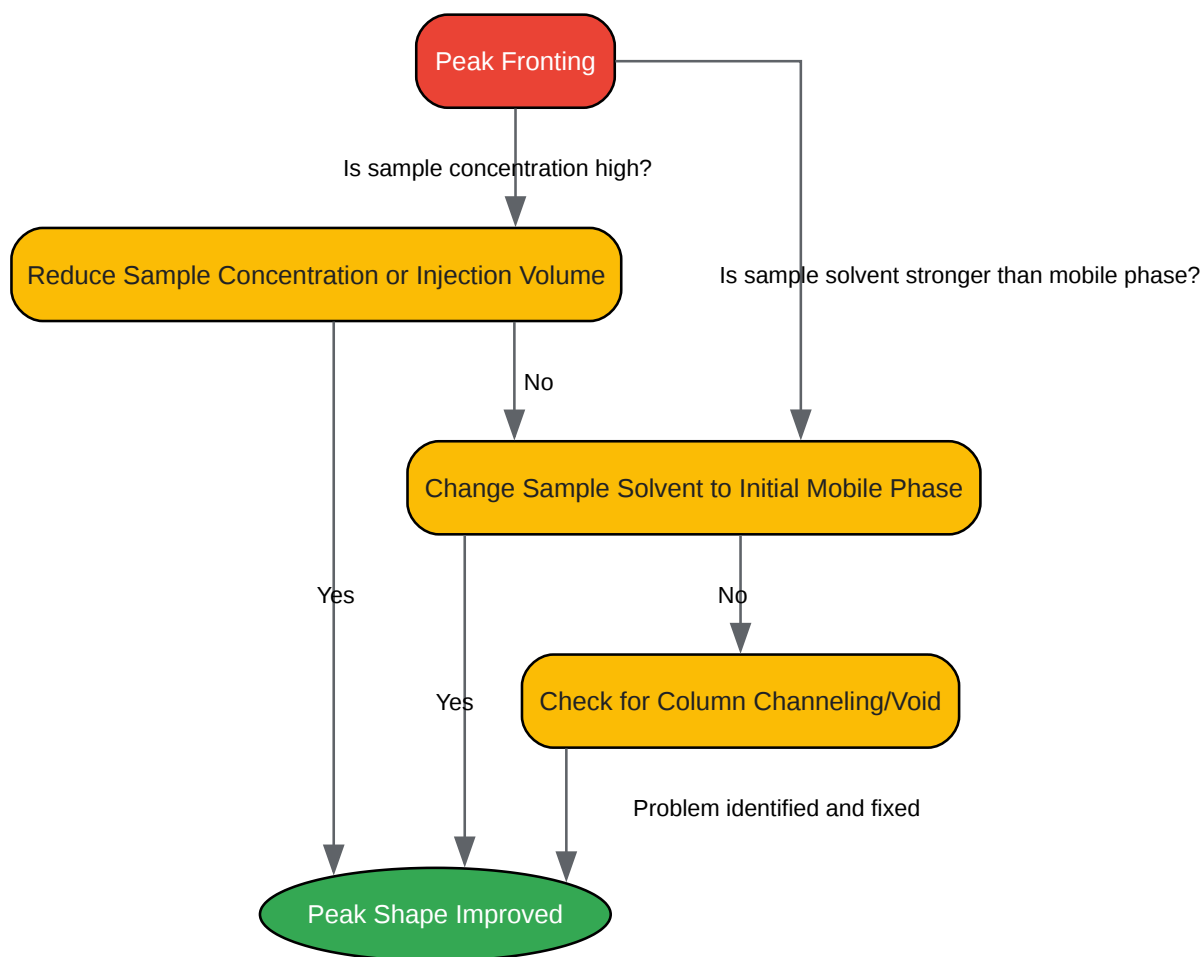 Peak Fronting
Is sample concentration high?
Reduce Sample Concentration or Injection Volume
Is sample solvent stronger than mobile phase?
No
Change Sample Solvent to Initial Mobile Phase
Yes
No
Yes
Check for Column Channeling/Void
Problem identified and fixed
Peak Shape Improved